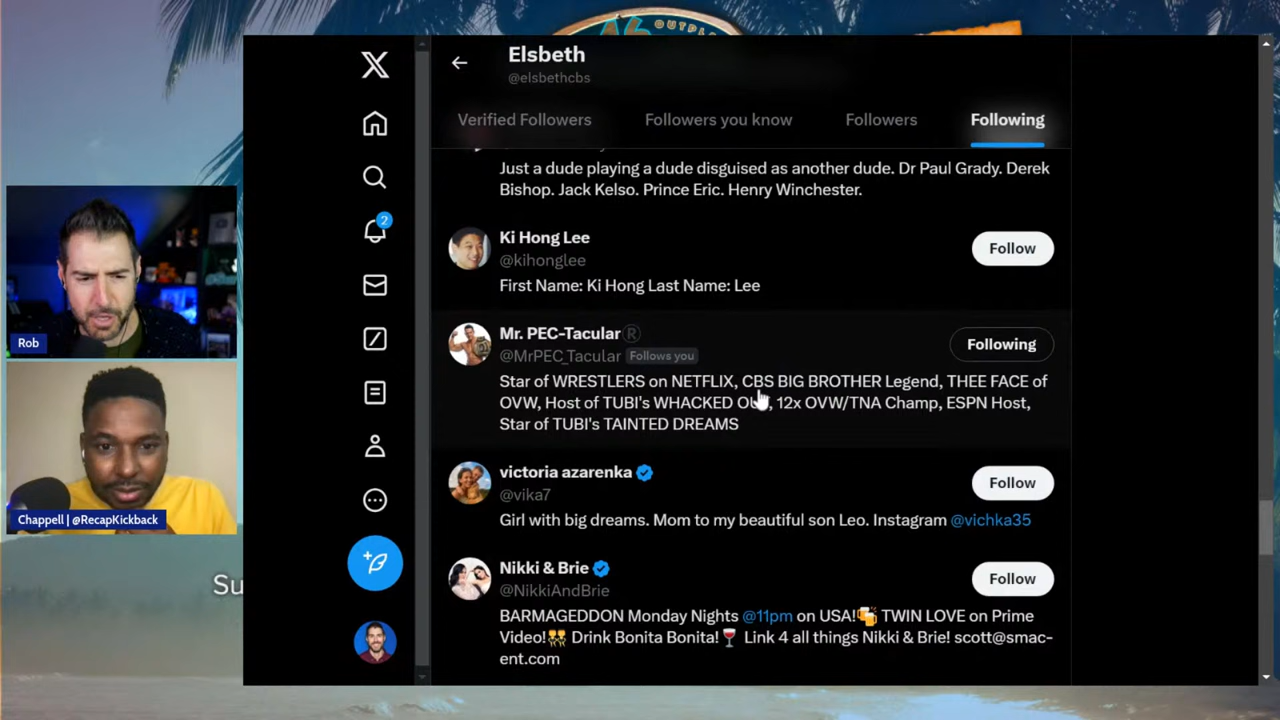 OUTPL
Elsbeth
@elsbethcbs
Verified Followers
Followers you know
Followers
Following
Just a dude playing a dude disguised as another dude. Dr Paul Grady. Derek
Bishop. Jack Kelso. Prince Eric. Henry Winchester.
Ki Hong Lee
@kihonglee
Follow
First Name: Ki Hong Last Name: Lee
Mr. PEC-Tacular®
@MrPEC_Tacular Follows you
Following
Star of WRESTLERS on NETFLIX, CBS BIG BROTHER Legend, THEE FACE of
OVW, Host of TUBI's WHACKED OUT, 12x OVW/TNA Champ, ESPN Host,
Star of TUBI's TAINTED DREAMS
victoria azarenka
@vika7
Follow
Girl with big dreams. Mom to my beautiful son Leo. Instagram @vichka35
Nikki & Brie
@NikkiAndBrie
Follow
BARMAGEDDON Monday Nights @11pm on USA!🍻 TWIN LOVE on Prime
Video!👯 Drink Bonita Bonita!🍷 Link 4 all things Nikki & Brie! scott@smac-
ent.com
2
Rob
Chappell | @RecapKickback
Su